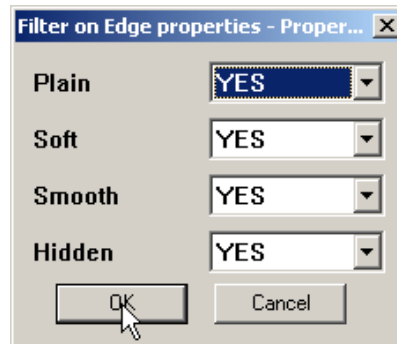 Filter on Edge properties - Proper...
Plain YES
Soft YES
Smooth YES
Hidden YES
OK Cancel